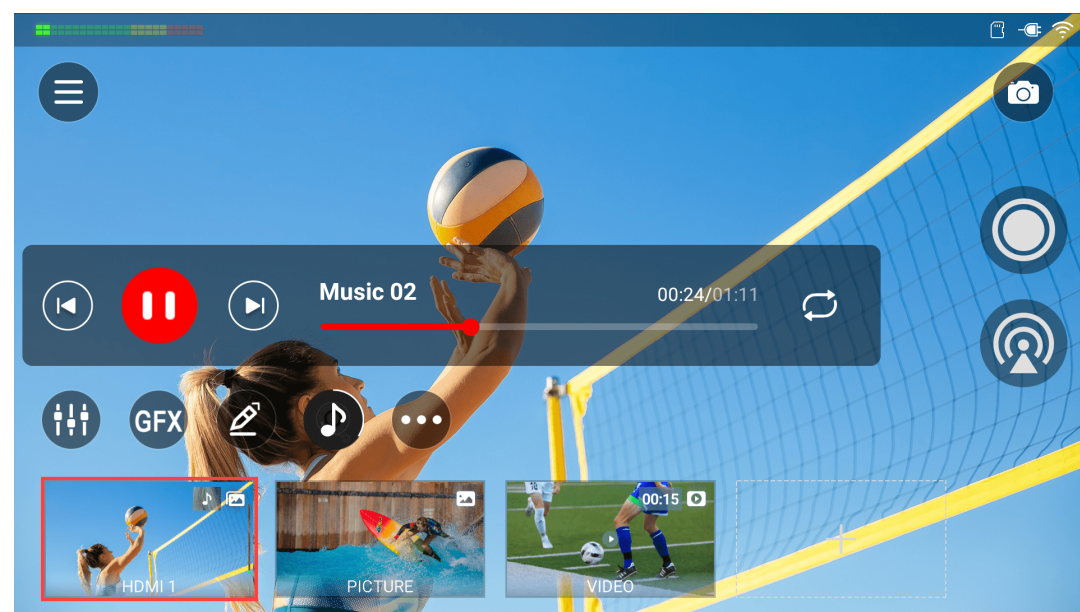 Music 02
00:24/01:11
GFX
00:15
HDMI 1
PICTURE
VIDEO